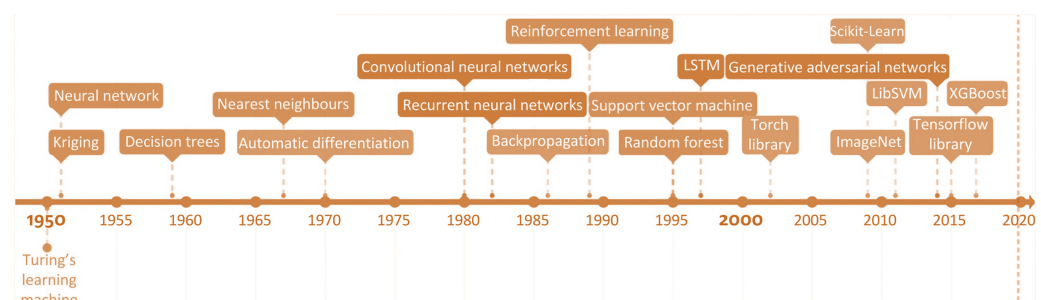 Reinforcement learning
Scikit-Learn
Convolutional neural networks
LSTM
Generative adversarial networks
Neural network
Nearest neighbours
Recurrent neural networks
Support vector machine
LibSVM
XGBoost
Kriging
Decision trees
Automatic differentiation
Backpropagation
Random forest
Torch
library
ImageNet
Tensorflow
library
1950
1955
1960
1965
1970
1975
1980
1985
1990
1995
2000
2005
2010
2015
2020
Turing's
learning
machine